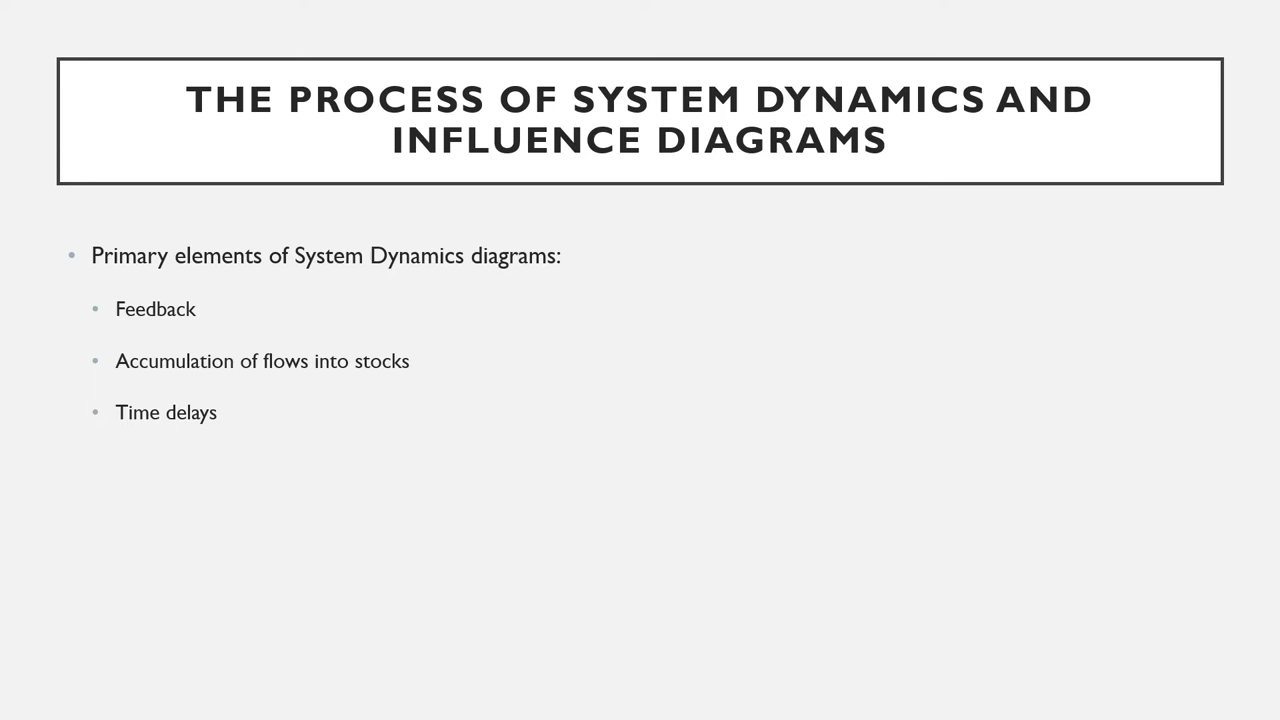 THE PROCESS OF SYSTEM DYNAMICS AND
INFLUENCE DIAGRAMS
• Primary elements of System Dynamics diagrams:
• Feedback
• Accumulation of flows into stocks
• Time delays